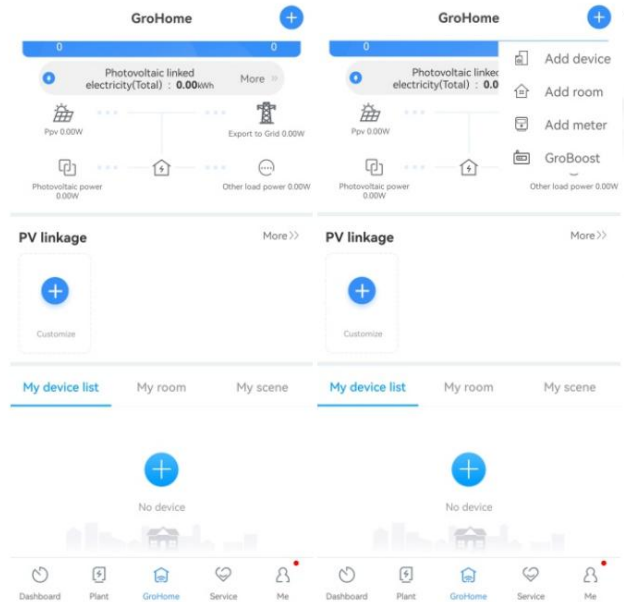 GroHome
0 0
Photovoltaic linked
electricity(Total) : 0.00kWh
More »
Ppv 0.00W
Export to Grid 0.00W
Photovoltaic power
0.00W
Other load power 0.00W
PV linkage
More>>
Customize
My device list My room My scene
No device
Dashboard Plant GroHome Service Me
GroHome
0
Photovoltaic linked
electricity(Total) : 0.0
Add device
Add room
Add meter
GroBoost
Ppv 0.00W
Photovoltaic power
0.00W
Other load power 0.00W
PV linkage
More>>
Customize
My device list My room My scene
No device
Dashboard Plant GroHome Service Me